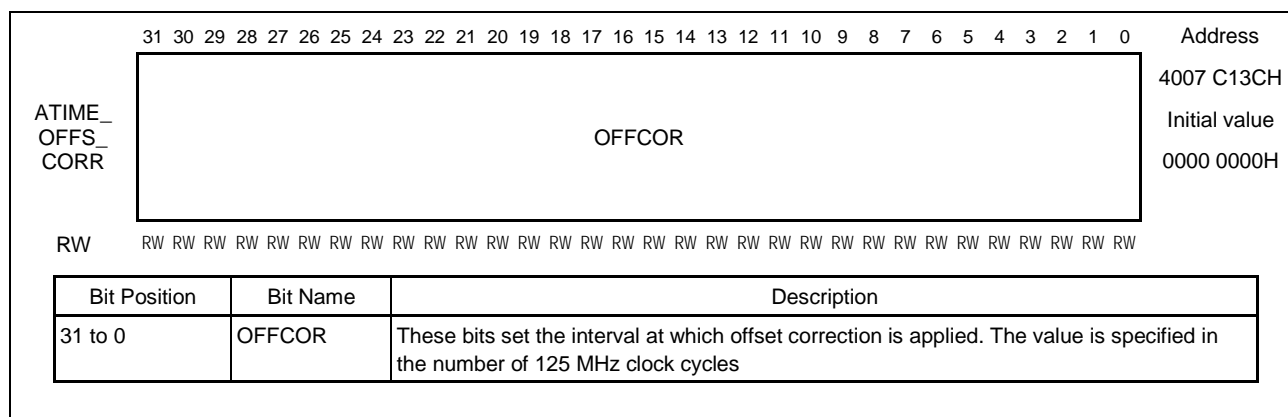 31 30 29 28 27 26 25 24 23 22 21 20 19 18 17 16 15 14 13 12 11 10 9 8 7 6 5 4 3 2 1 0 Address
4007 C13CH
ATIME_
OFFS_
CORR
OFFCOR
Initial value
0000 0000H
RW RW RW RW RW RW RW RW RW RW RW RW RW RW RW RW RW RW RW RW RW RW RW RW RW RW RW RW RW RW RW RW RW
Bit Position Bit Name Description
31 to 0 OFFCOR These bits set the interval at which offset correction is applied. The value is specified in
the number of 125 MHz clock cycles